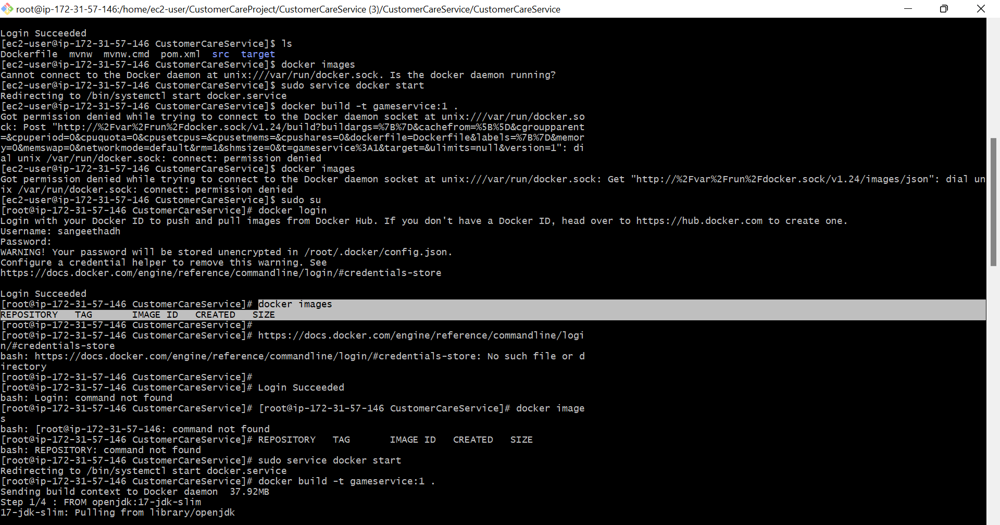 root@ip-172-31-57-146:/home/ec2-user/CustomerCareProject/CustomerCareService (3)/CustomerCareService/CustomerCareService
Login Succeeded
[ec2-user@ip-172-31-57-146 CustomerCareService]$ ls
Dockerfile  mvnw  mvnw.cmd  pom.xml  src  target
[ec2-user@ip-172-31-57-146 CustomerCareService]$ docker images
Cannot connect to the Docker daemon at unix:///var/run/docker.sock. Is the docker daemon running?
[ec2-user@ip-172-31-57-146 CustomerCareService]$ sudo service docker start
Redirecting to /bin/systemctl start docker.service
[ec2-user@ip-172-31-57-146 CustomerCareService]$ docker build -t gameservice:1 .
Got permission denied while trying to connect to the Docker daemon socket at unix:///var/run/docker.so
ck: Post "http://%2Fvar%2Frun%2Fdocker.sock/v1.24/build?buildargs=%7B%7D&cachefrom=%5B%5D&cgroupparent
=&cpuperiod=0&cpuquota=0&cpusetcpus=&cpusetmems=&cpushares=0&dockerfile=Dockerfile&labels=%7B%7D&memor
y=0&memswap=0&networkmode=default&rm=1&shmsize=0&t=gameservice%3A1&target=&ulimits=null&version=1": di
al unix /var/run/docker.sock: connect: permission denied
[ec2-user@ip-172-31-57-146 CustomerCareService]$ docker images
Got permission denied while trying to connect to the Docker daemon socket at unix:///var/run/docker.sock: Get "http://%2Fvar%2Frun%2Fdocker.sock/v1.24/images/json": dial un
ix /var/run/docker.sock: connect: permission denied
[ec2-user@ip-172-31-57-146 CustomerCareService]$ sudo su
[root@ip-172-31-57-146 CustomerCareService]# docker login
Login with your Docker ID to push and pull images from Docker Hub. If you don't have a Docker ID, head over to https://hub.docker.com to create one.
Username: sangeethadh
Password:
WARNING! Your password will be stored unencrypted in /root/.docker/config.json.
Configure a credential helper to remove this warning. See
https://docs.docker.com/engine/reference/commandline/login/#credentials-store
Login Succeeded
[root@ip-172-31-57-146 CustomerCareService]# docker images
REPOSITORY   TAG       IMAGE ID   CREATED   SIZE
[root@ip-172-31-57-146 CustomerCareService]#
[root@ip-172-31-57-146 CustomerCareService]# https://docs.docker.com/engine/reference/commandline/logi
n/#credentials-store
bash: https://docs.docker.com/engine/reference/commandline/login/#credentials-store: No such file or d
irectory
[root@ip-172-31-57-146 CustomerCareService]#
[root@ip-172-31-57-146 CustomerCareService]# Login Succeeded
bash: Login: command not found
[root@ip-172-31-57-146 CustomerCareService]# [root@ip-172-31-57-146 CustomerCareService]# docker image
s
bash: [root@ip-172-31-57-146: command not found
[root@ip-172-31-57-146 CustomerCareService]# REPOSITORY   TAG       IMAGE ID   CREATED   SIZE
bash: REPOSITORY: command not found
[root@ip-172-31-57-146 CustomerCareService]# sudo service docker start
Redirecting to /bin/systemctl start docker.service
[root@ip-172-31-57-146 CustomerCareService]# docker build -t gameservice:1 .
Sending build context to Docker daemon  37.92MB
Step 1/4 : FROM openjdk:17-jdk-slim
17-jdk-slim: Pulling from library/openjdk